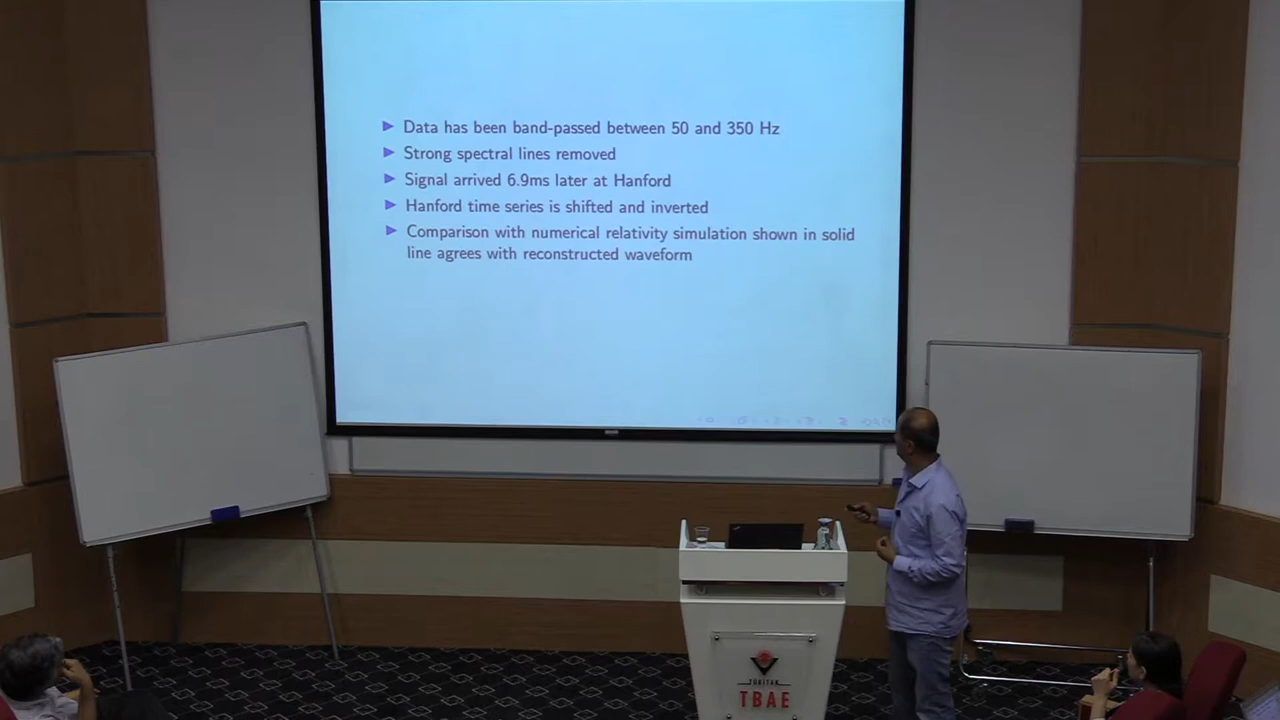 Data has been band-passed between 50 and 350 Hz
Strong spectral lines removed
Signal arrived 6.9ms later at Hanford
Hanford time series is shifted and inverted
Comparison with numerical relativity simulation shown in solid
line agrees with reconstructed waveform
TÜBİTAK
TBAE